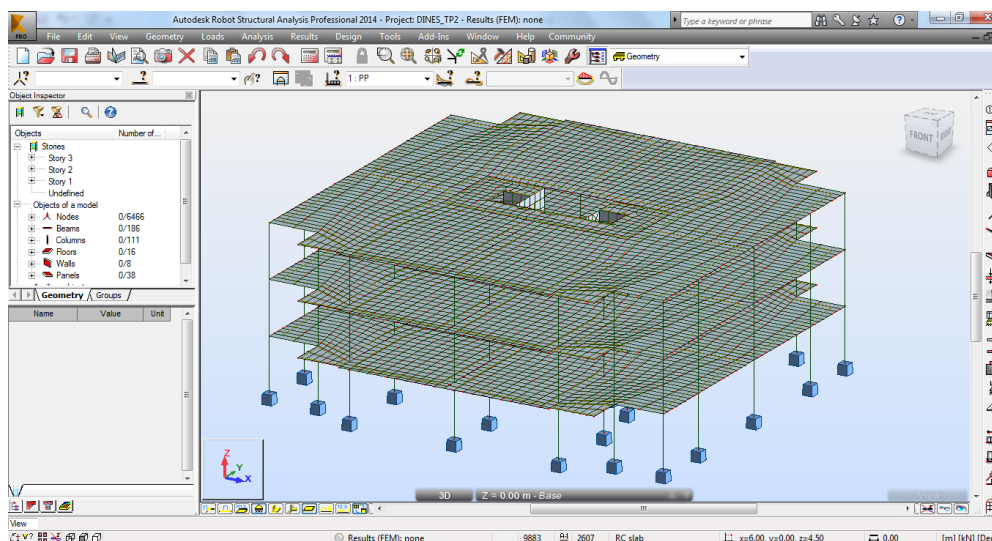 Autodesk Robot Structural Analysis Professional 2014 - Project: DINES_TP2 - Results (FEM): none
Type a keyword or phrase
PRO
File Edit View Geometry Loads Analysis Results Design Tools Add-Ins Window Help Community
Geometry
1 : PP
Object Inspector
Objects Number of...
Stories
Story 3
Story 2
Story 1
Undefined
Objects of a model
Nodes 0/6466
Beams 0/186
Columns 0/111
Floors 0/16
Walls 0/8
Panels 0/38
Geometry Groups
Name Value Unit
FRONT
Z
Y
X
3D Z = 0.00 m - Base
View
Results (FEM): none 9883 2607 RC slab x=6.00, y=0.00, z=4.50 0.00 [m] [kN] [De